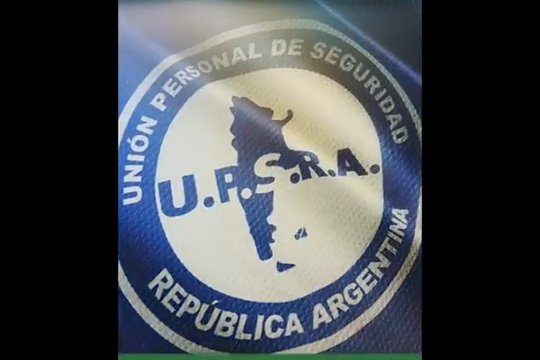 UNIÓN PERSONAL DE SEGURIDAD
U.P.S.R.A.
REPÚBLICA ARGENTINA